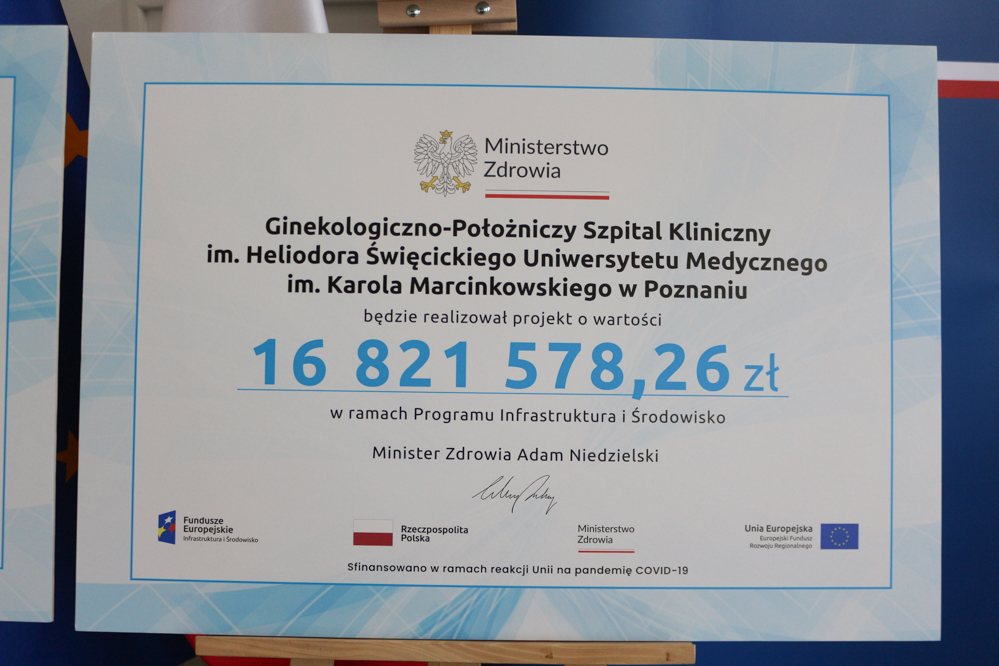 Ministerstwo
Zdrowia
Ginekologiczno-Położniczy Szpital Kliniczny
im. Heliodora Święcickiego Uniwersytetu Medycznego
im. Karola Marcinkowskiego w Poznaniu
będzie realizował projekt o wartości
16 821 578,26 zł
w ramach Programu Infrastruktura i Środowisko
Minister Zdrowia Adam Niedzielski
Fundusze
Europejskie
Infrastruktura i Środowisko
Rzeczpospolita
Polska
Ministerstwo
Zdrowia
Unia Europejska
Europejski Fundusz
Rozwoju Regionalnego
Sfinansowano w ramach reakcji Unii na pandemię COVID-19